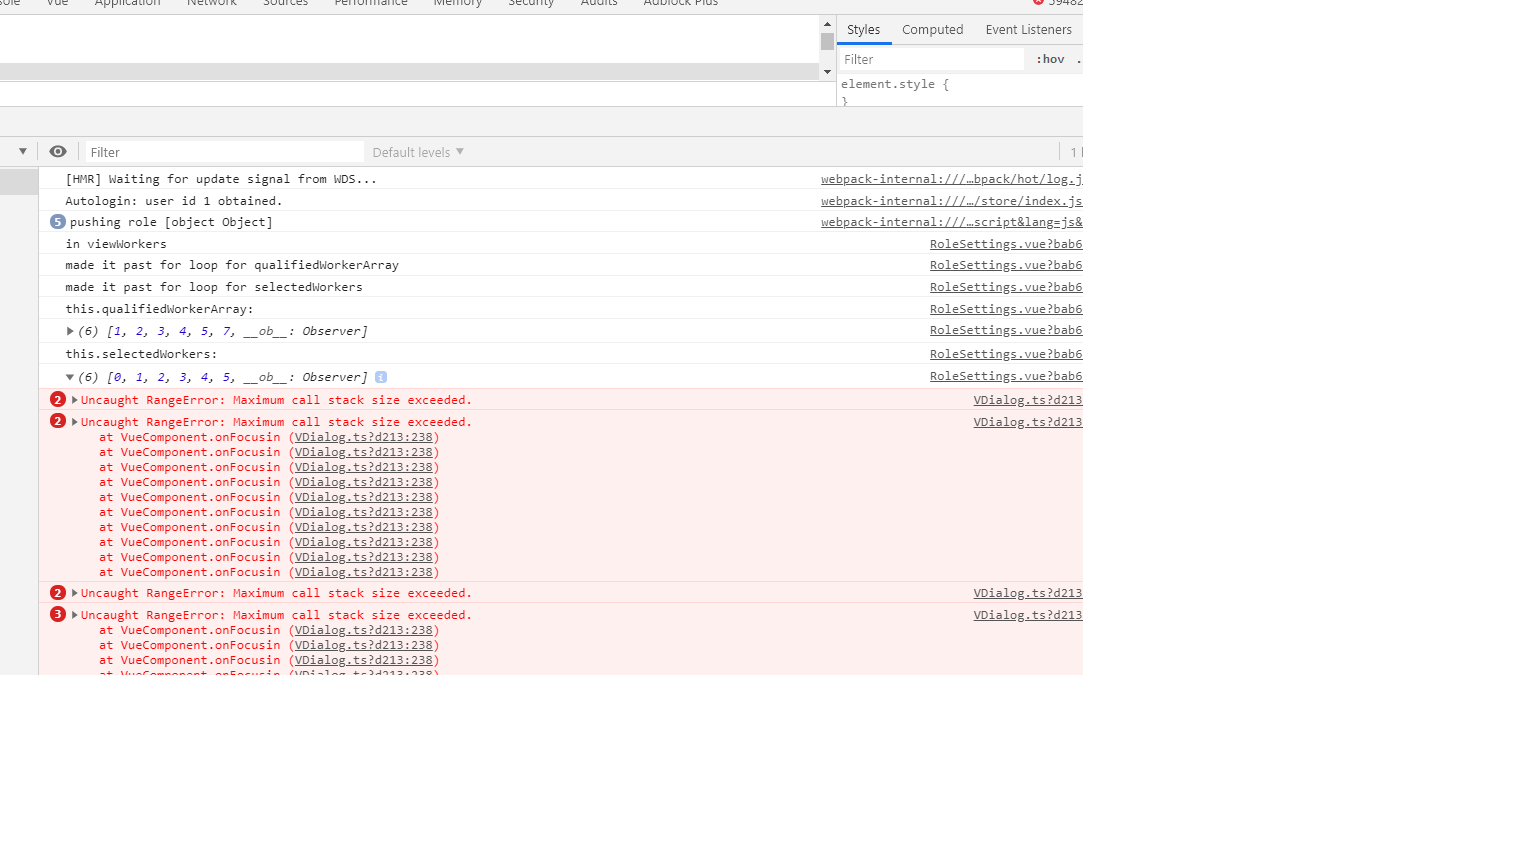 Vue Application Network Sources Performance Memory Security Audits Adblock Plus 59482
Styles Computed Event Listeners
Filter :hov .
element.style {
}
Filter Default levels ▼ 1
[HMR] Waiting for update signal from WDS... webpack-internal:///…bpack/hot/log.j
Autologin: user id 1 obtained. webpack-internal:///…/store/index.js
5 pushing role [object Object] webpack-internal:///…script&lang=js&
in viewWorkers RoleSettings.vue?bab6
made it past for loop for qualifiedWorkerArray RoleSettings.vue?bab6
made it past for loop for selectedWorkers RoleSettings.vue?bab6
this.qualifiedWorkerArray: RoleSettings.vue?bab6
(6) [1, 2, 3, 4, 5, 7, __ob__: Observer] RoleSettings.vue?bab6
this.selectedWorkers: RoleSettings.vue?bab6
(6) [0, 1, 2, 3, 4, 5, __ob__: Observer] i RoleSettings.vue?bab6
2 Uncaught RangeError: Maximum call stack size exceeded. VDialog.ts?d213
2 Uncaught RangeError: Maximum call stack size exceeded. VDialog.ts?d213
at VueComponent.onFocusin (VDialog.ts?d213:238)
at VueComponent.onFocusin (VDialog.ts?d213:238)
at VueComponent.onFocusin (VDialog.ts?d213:238)
at VueComponent.onFocusin (VDialog.ts?d213:238)
at VueComponent.onFocusin (VDialog.ts?d213:238)
at VueComponent.onFocusin (VDialog.ts?d213:238)
at VueComponent.onFocusin (VDialog.ts?d213:238)
at VueComponent.onFocusin (VDialog.ts?d213:238)
at VueComponent.onFocusin (VDialog.ts?d213:238)
at VueComponent.onFocusin (VDialog.ts?d213:238)
2 Uncaught RangeError: Maximum call stack size exceeded. VDialog.ts?d213
3 Uncaught RangeError: Maximum call stack size exceeded. VDialog.ts?d213
at VueComponent.onFocusin (VDialog.ts?d213:238)
at VueComponent.onFocusin (VDialog.ts?d213:238)
at VueComponent.onFocusin (VDialog.ts?d213:238)
at VueComponent.onFocusin (VDialog.ts?d213:238)